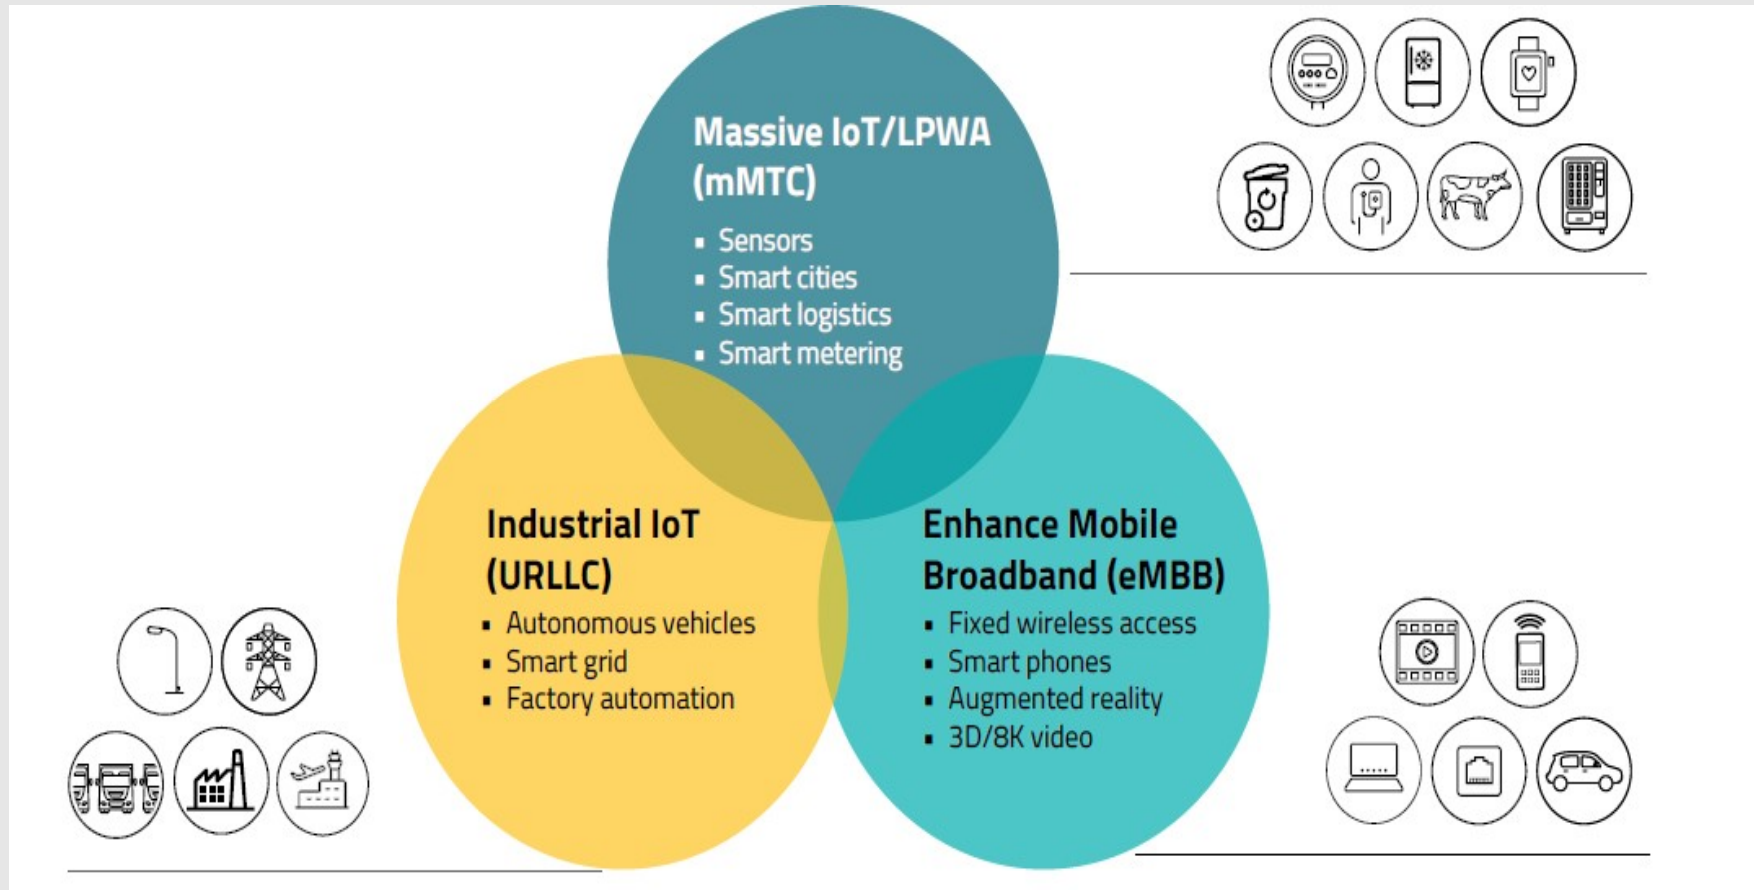 Massive IoT/LPWA
(mMTC)
▪ Sensors
▪ Smart cities
▪ Smart logistics
▪ Smart metering
Industrial IoT
(URLLC)
▪ Autonomous vehicles
▪ Smart grid
▪ Factory automation
Enhance Mobile
Broadband (eMBB)
▪ Fixed wireless access
▪ Smart phones
▪ Augmented reality
▪ 3D/8K video